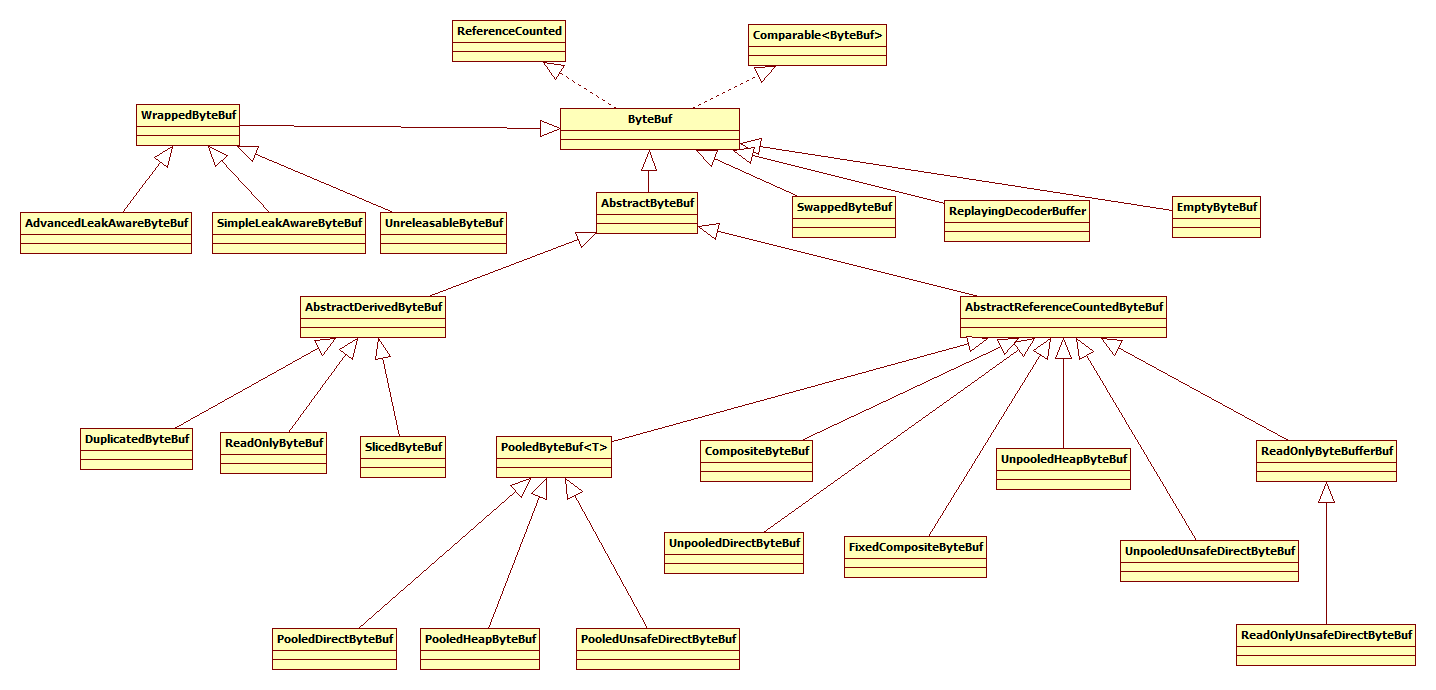 ReferenceCounted
Comparable<ByteBuf>
WrappedByteBuf
ByteBuf
AdvancedLeakAwareByteBuf
SimpleLeakAwareByteBuf
UnreleasableByteBuf
AbstractByteBuf
SwappedByteBuf
ReplayingDecoderBuffer
EmptyByteBuf
AbstractDerivedByteBuf
AbstractReferenceCountedByteBuf
DuplicatedByteBuf
ReadOnlyByteBuf
SlicedByteBuf
PooledByteBuf<T>
CompositeByteBuf
UnpooledHeapByteBuf
ReadOnlyByteBufferBuf
UnpooledDirectByteBuf
FixedCompositeByteBuf
UnpooledUnsafeDirectByteBuf
PooledDirectByteBuf
PooledHeapByteBuf
PooledUnsafeDirectByteBuf
ReadOnlyUnsafeDirectByteBuf